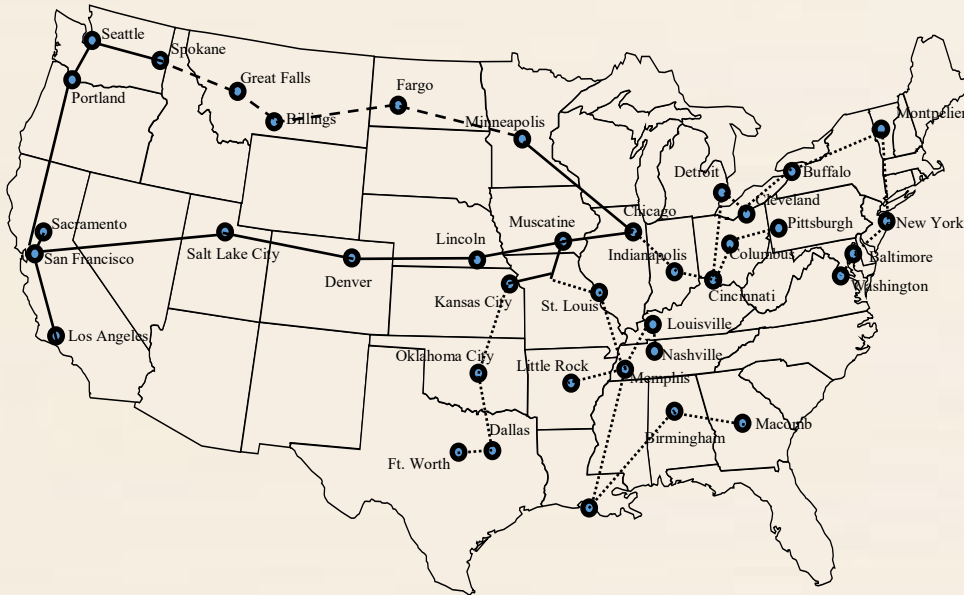 Seattle
Spokane
Great Falls
Portland
Fargo
Billings
Minneapolis
Montpelier
Detroit
Buffalo
Cleveland
Sacramento
Muscatine
Chicago
Pittsburgh
New York
San Francisco
Salt Lake City
Lincoln
Indianapolis
Columbus
Baltimore
Denver
Washington
Kansas City
St. Louis
Cincinnati
Los Angeles
Louisville
Oklahoma City
Little Rock
Nashville
Memphis
Dallas
Birmingham
Macomb
Ft. Worth